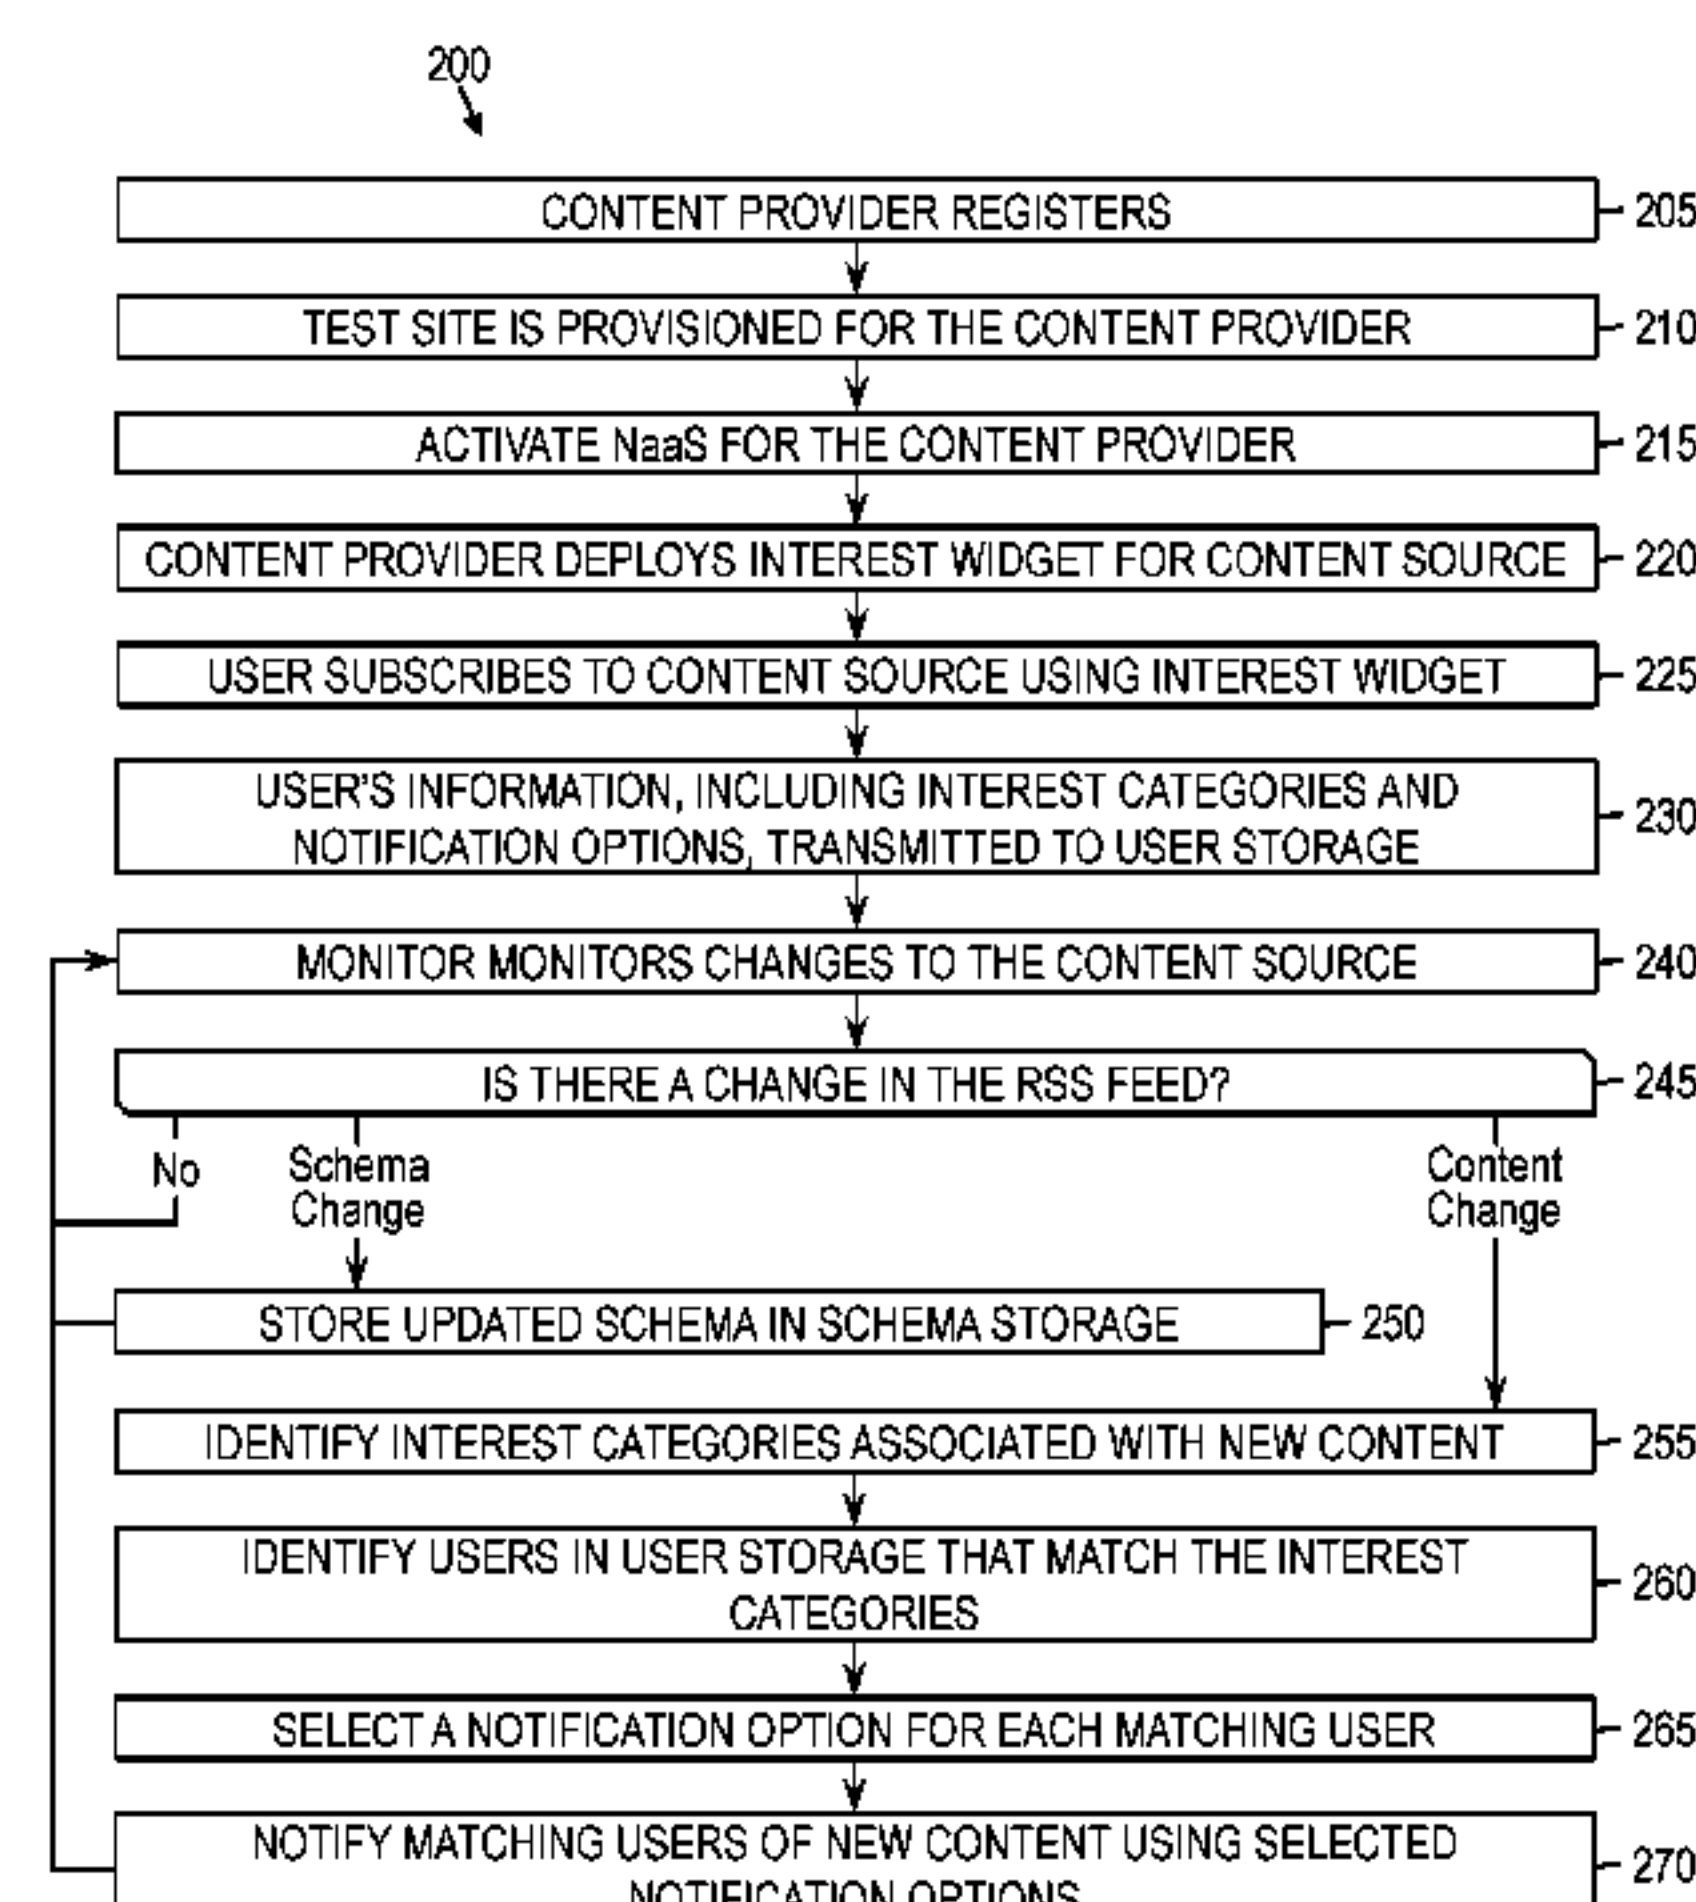 200
CONTENT PROVIDER REGISTERS
205
TEST SITE IS PROVISIONED FOR THE CONTENT PROVIDER
210
ACTIVATE NaaS FOR THE CONTENT PROVIDER
215
CONTENT PROVIDER DEPLOYS INTEREST WIDGET FOR CONTENT SOURCE
220
USER SUBSCRIBES TO CONTENT SOURCE USING INTEREST WIDGET
225
USER'S INFORMATION, INCLUDING INTEREST CATEGORIES AND
NOTIFICATION OPTIONS, TRANSMITTED TO USER STORAGE
230
MONITOR MONITORS CHANGES TO THE CONTENT SOURCE
240
IS THERE A CHANGE IN THE RSS FEED?
245
No
Schema
Change
Content
Change
STORE UPDATED SCHEMA IN SCHEMA STORAGE
250
IDENTIFY INTEREST CATEGORIES ASSOCIATED WITH NEW CONTENT
255
IDENTIFY USERS IN USER STORAGE THAT MATCH THE INTEREST
CATEGORIES
260
SELECT A NOTIFICATION OPTION FOR EACH MATCHING USER
265
NOTIFY MATCHING USERS OF NEW CONTENT USING SELECTED
NOTIFICATION OPTIONS
270